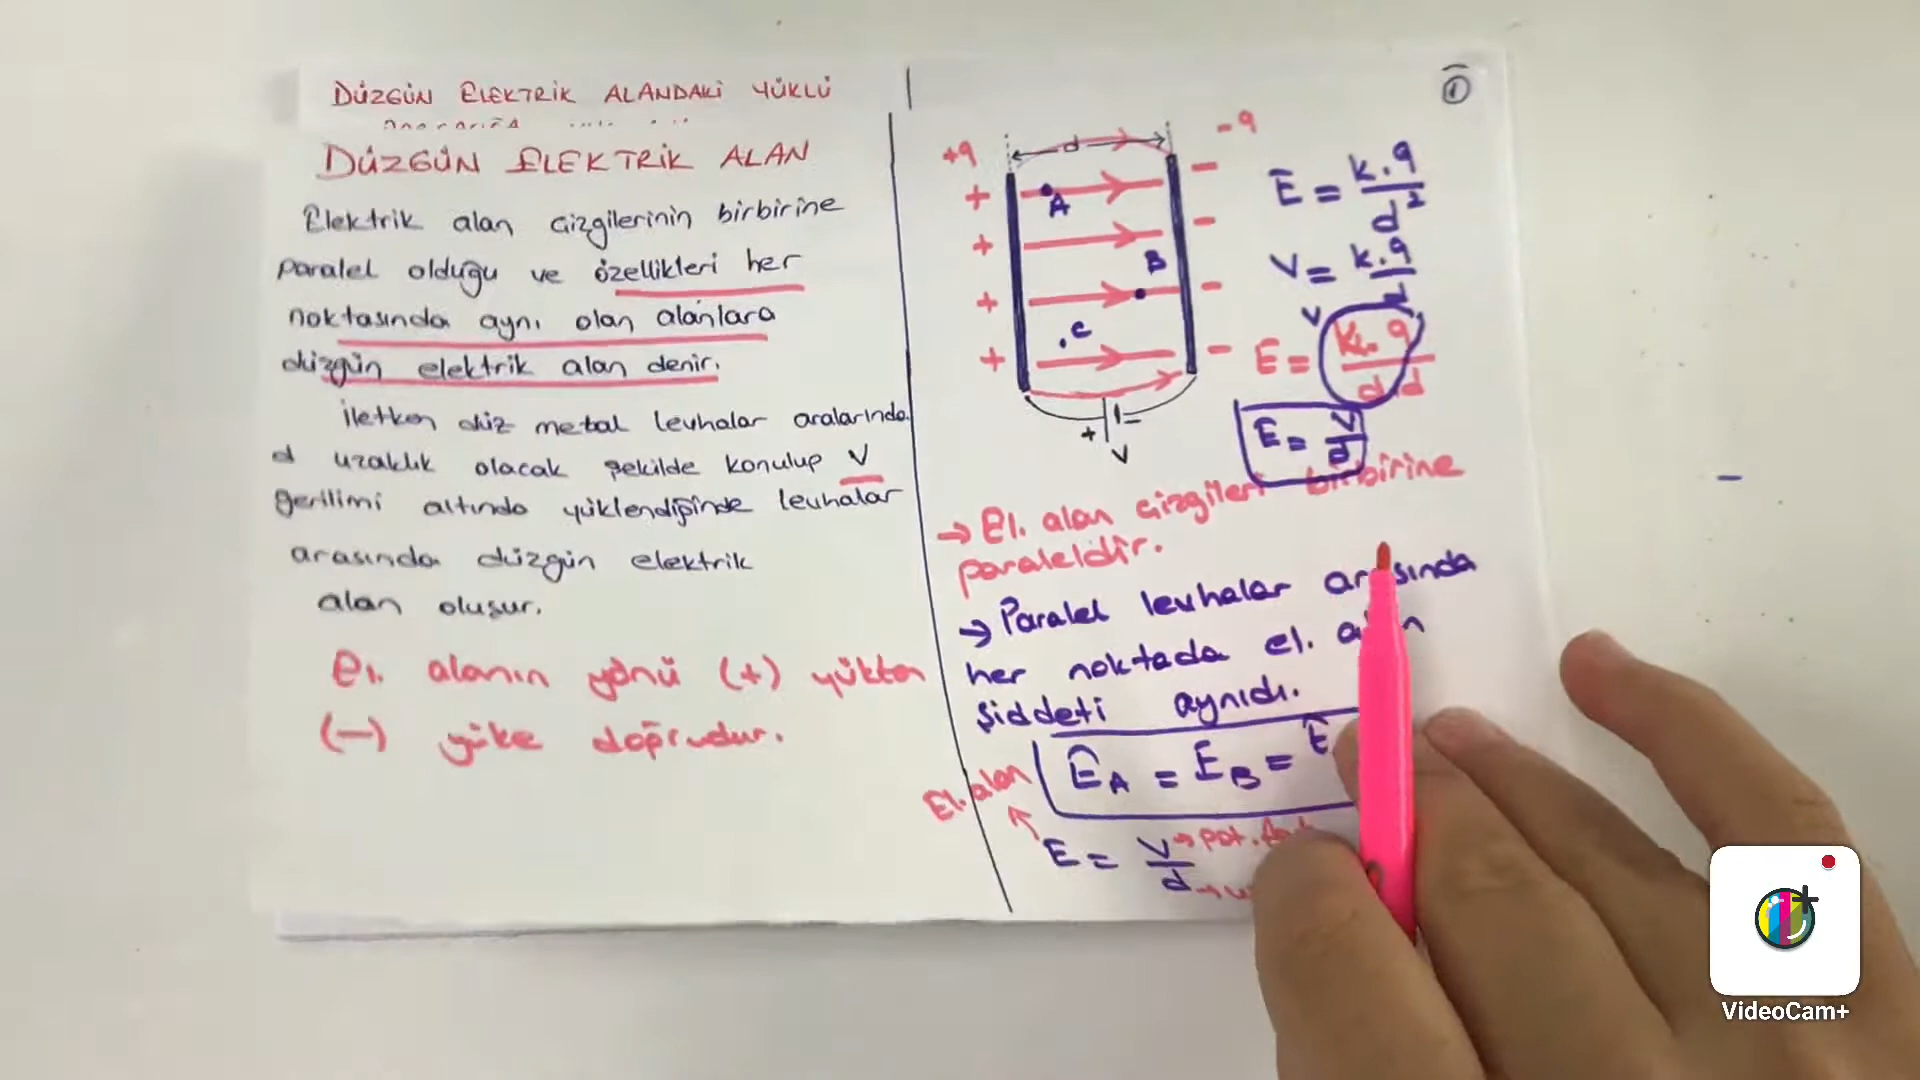 DÜZGÜN ELEKTRİK ALANDAKİ YÜKLÜ
DÜZGÜN ELEKTRİK ALAN
Elektrik alan çizgilerinin birbirine
paralel olduğu ve özellikleri her
noktasında aynı olan alanlara
düzgün elektrik alan denir.
İletken düz metal levhalar aralarında
d uzaklık olacak şekilde konulup V
gerilimi altında yüklendiğinde levhalar
arasında düzgün elektrik
alan oluşur.
El. alanın yönü (+) yükten
(−) yüke doğrudur.
1
+q
d
-q
+
A
-
+
-
B
+
-
C
+
-
+
-
V
E = k.q / d²
V = k.q / d
V
E = k.q / d.d
E = V / d
→ El. alan çizgileri birbirine
paraleldir.
→ Paralel levhalar arasında
her noktada el. alan
şiddeti aynıdı.
E_A = E_B = E
El. alan
E = V / d
→ pot.
→
VideoCam+